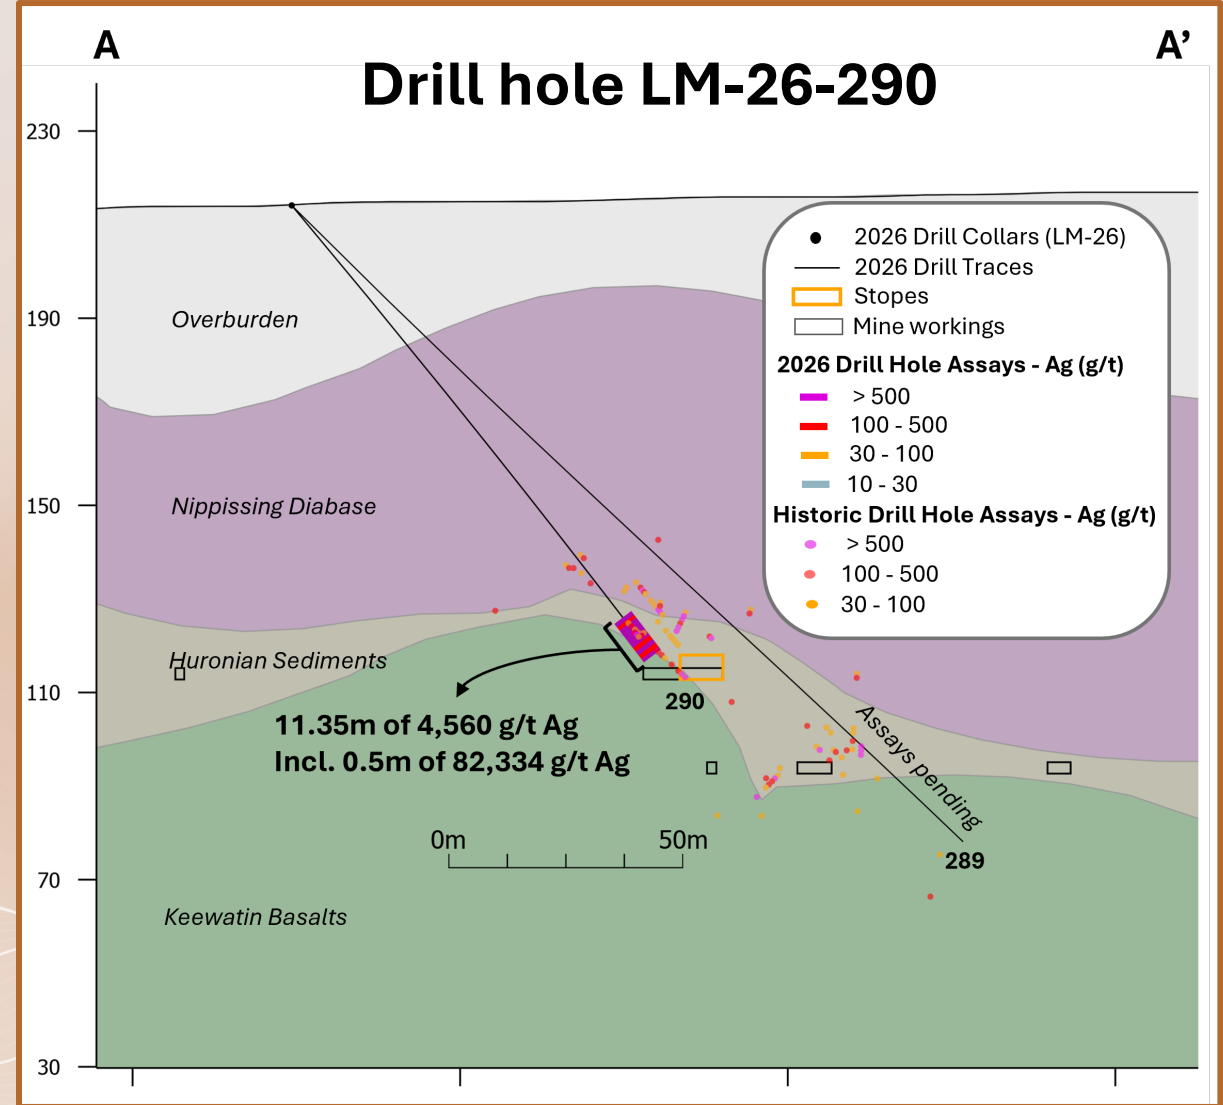 A
A’
Drill hole LM-26-290
230
190
150
110
70
30
2026 Drill Collars (LM-26)
2026 Drill Traces
Stopes
Mine workings
2026 Drill Hole Assays - Ag (g/t)
> 500
100 - 500
30 - 100
10 - 30
Historic Drill Hole Assays - Ag (g/t)
> 500
100 - 500
30 - 100
Overburden
Nippissing Diabase
Huronian Sediments
290
11.35m of 4,560 g/t Ag
Incl. 0.5m of 82,334 g/t Ag
Assays pending
0m
50m
289
Keewatin Basalts